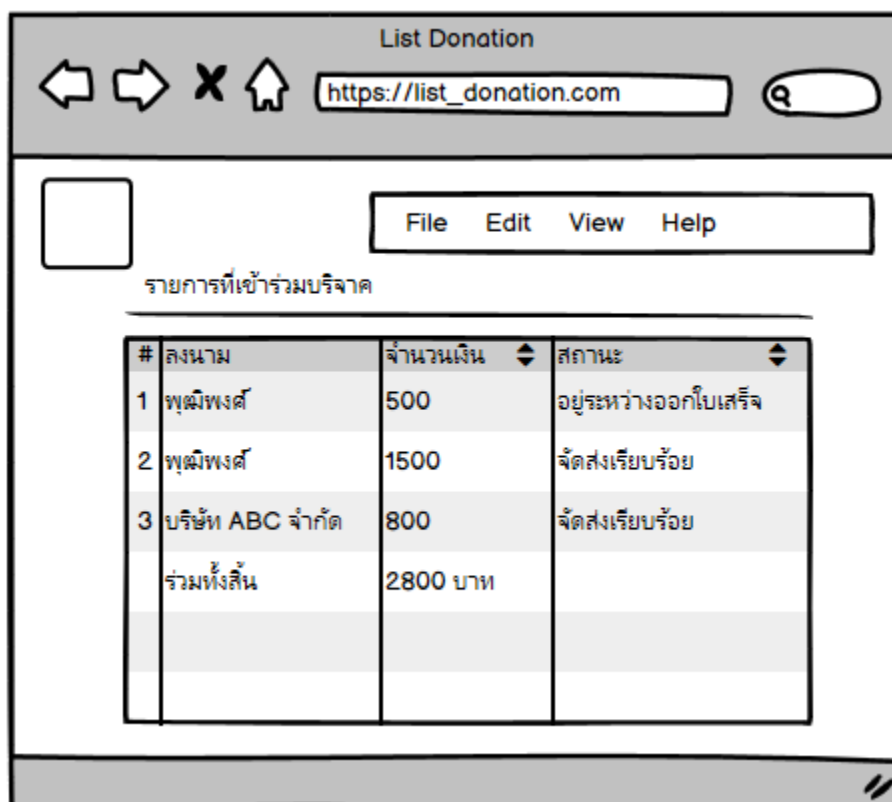 List Donation
https://list_donation.com
File Edit View Help
รายการที่เข้าร่วมบริจาค
# ลงนาม จำนวนเงิน สถานะ
1 พุฒิพงศ์ 500 อยู่ระหว่างออกใบเสร็จ
2 พุฒิพงศ์ 1500 จัดส่งเรียบร้อย
3 บริษัท ABC จำกัด 800 จัดส่งเรียบร้อย
ร่วมทั้งสิ้น 2800 บาท